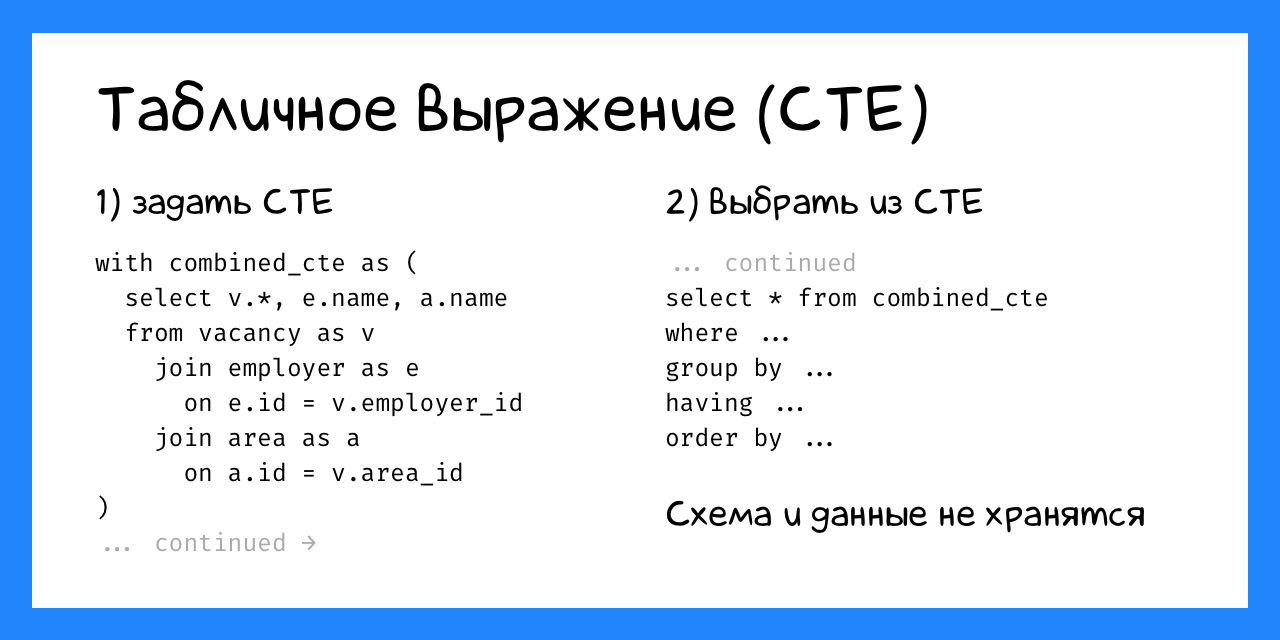 Табличное выражение (CTE)
1) задать CTE
with combined_cte as (
  select v.*, e.name, a.name
  from vacancy as v
    join employer as e
      on e.id = v.employer_id
    join area as a
      on a.id = v.area_id
)
... continued →
2) выбрать из CTE
... continued
select * from combined_cte
where ...
group by ...
having ...
order by ...
Схема и данные не хранятся